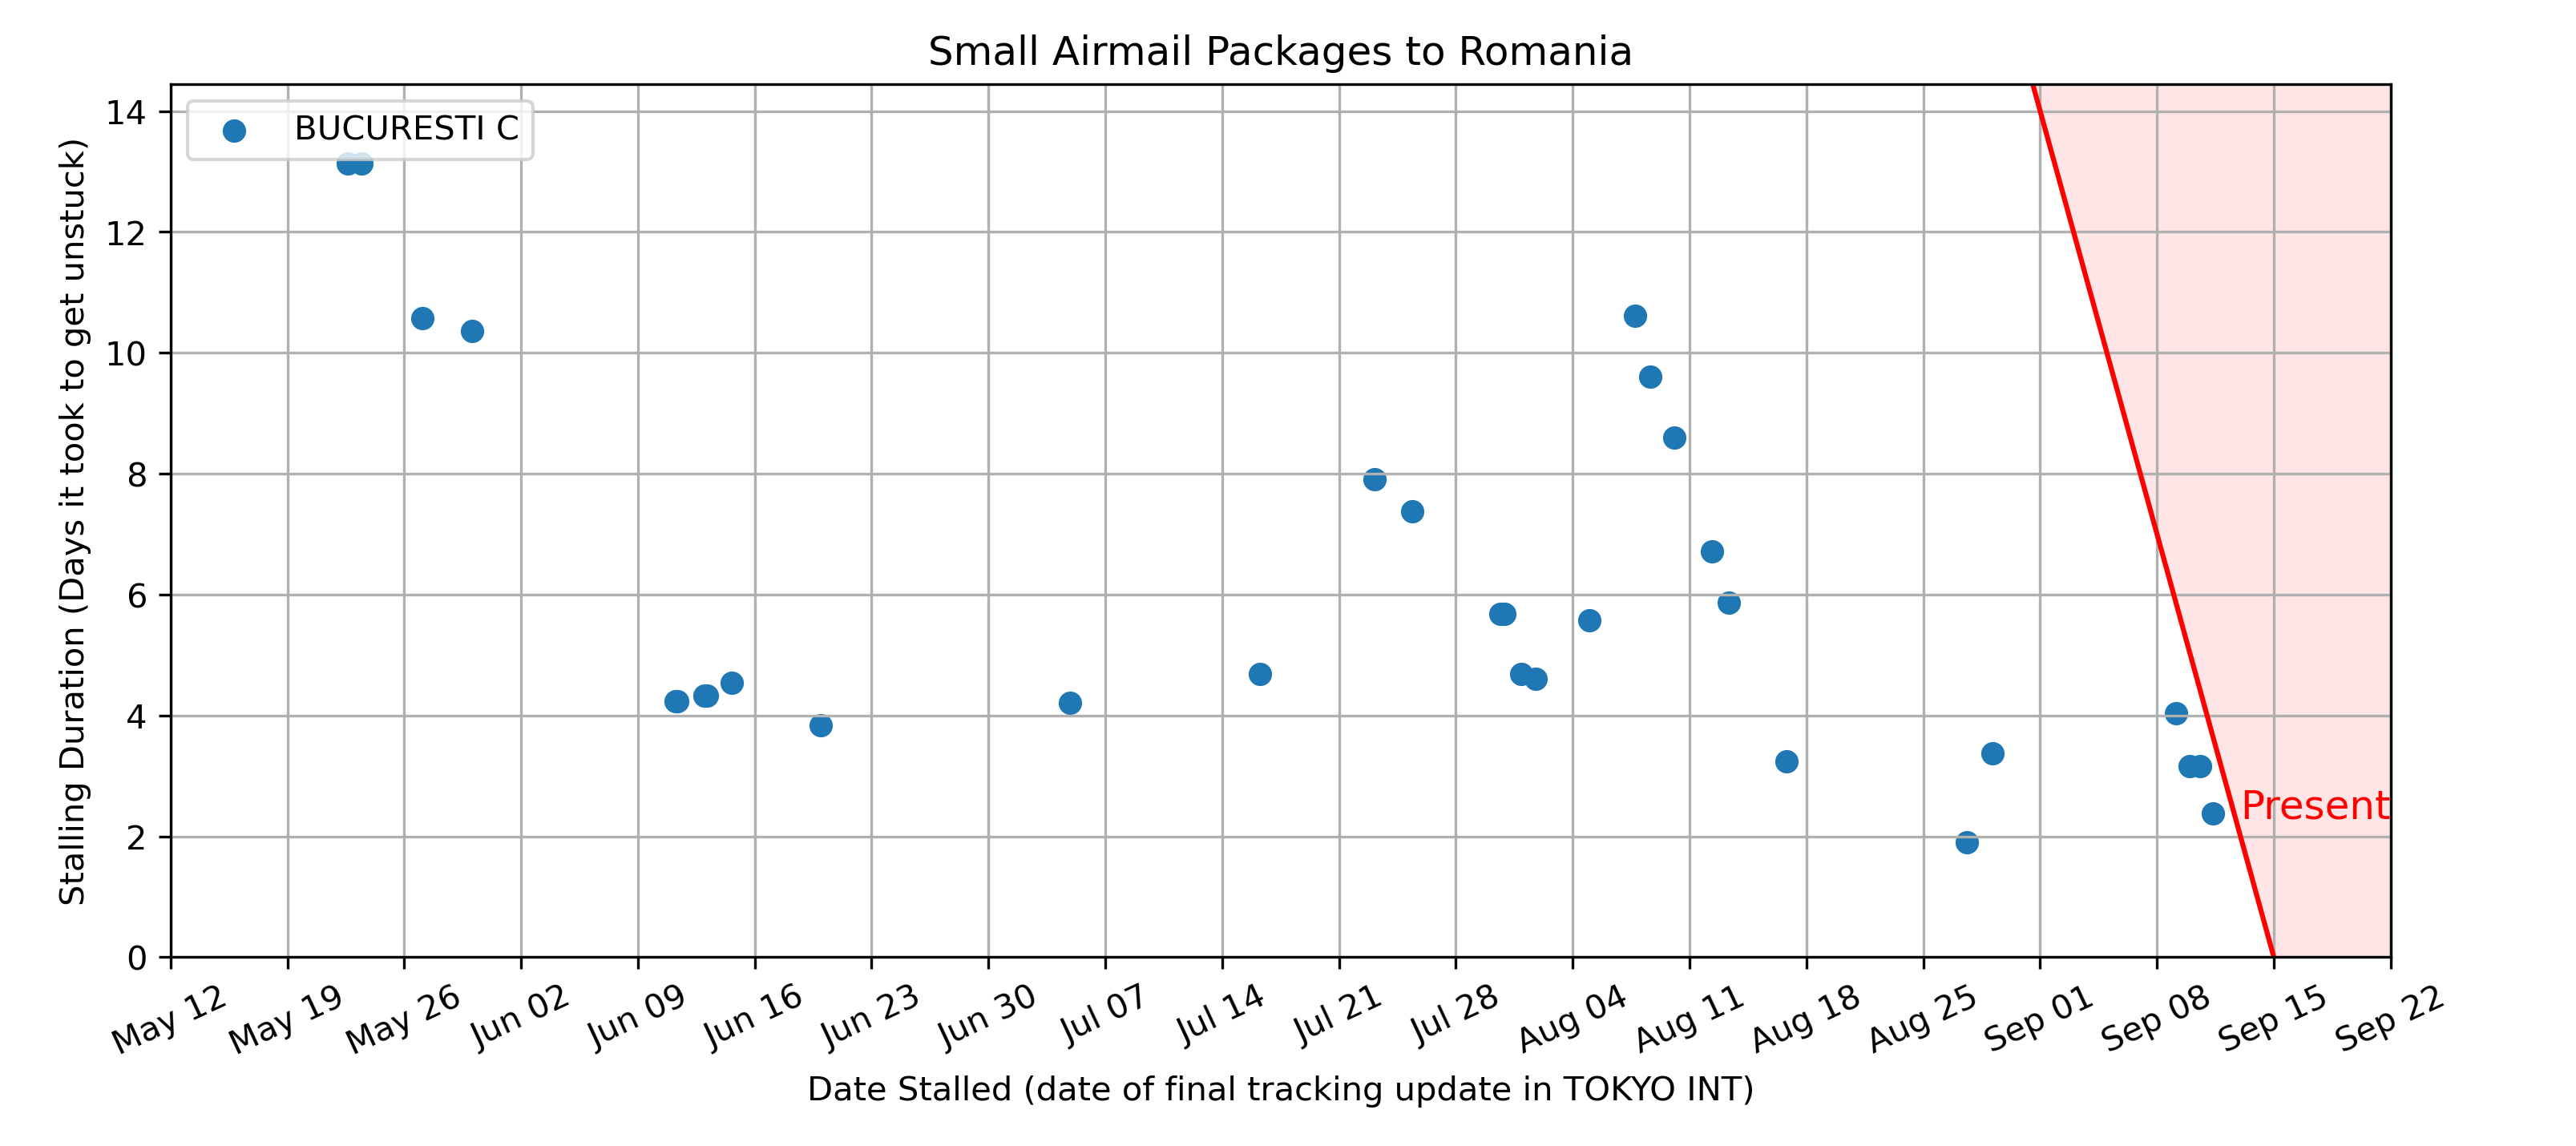 Small Airmail Packages to Romania
BUCURESTI C
Stalling Duration (Days it took to get unstuck)
14
12
10
8
6
4
2
0
Present
May 12
May 19
May 26
Jun 02
Jun 09
Jun 16
Jun 23
Jun 30
Jul 07
Jul 14
Jul 21
Jul 28
Aug 04
Aug 11
Aug 18
Aug 25
Sep 01
Sep 08
Sep 15
Sep 22
Date Stalled (date of final tracking update in TOKYO INT)